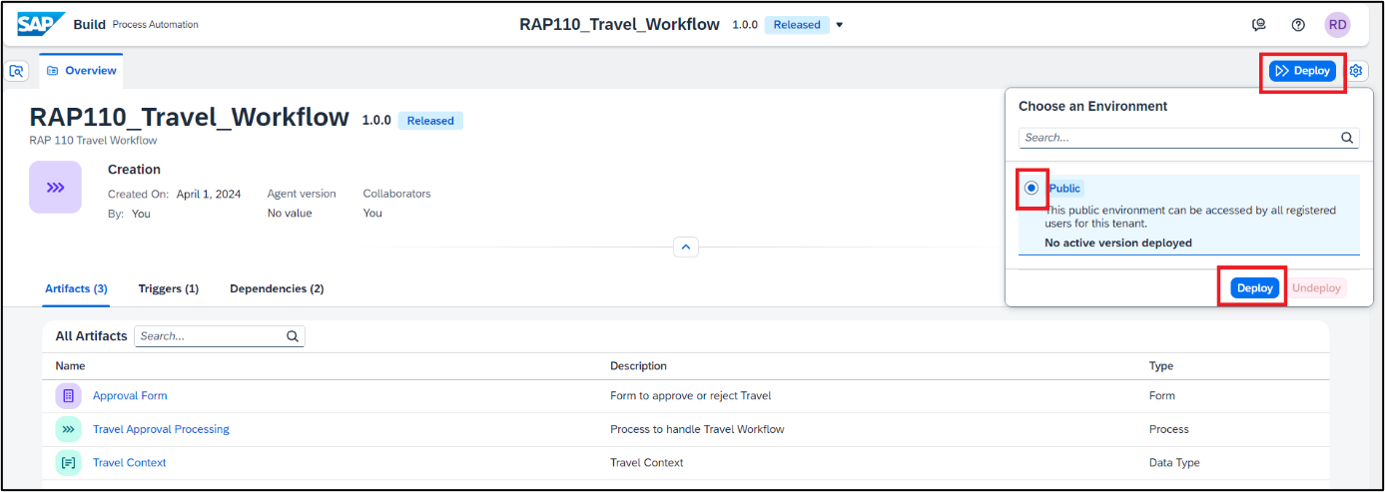 SAP Build Process Automation RAP110_Travel_Workflow 1.0.0 Released RD
Overview Deploy
Choose an Environment
Search...
Public
This public environment can be accessed by all registered
users for this tenant.
No active version deployed
Deploy Undeploy
RAP110_Travel_Workflow 1.0.0 Released
RAP 110 Travel Workflow
Creation
Created On: April 1, 2024 Agent version Collaborators
By: You No value You
Artifacts (3) Triggers (1) Dependencies (2)
All Artifacts Search...
Name Description Type
Approval Form Form to approve or reject Travel Form
Travel Approval Processing Process to handle Travel Workflow Process
Travel Context Travel Context Data Type